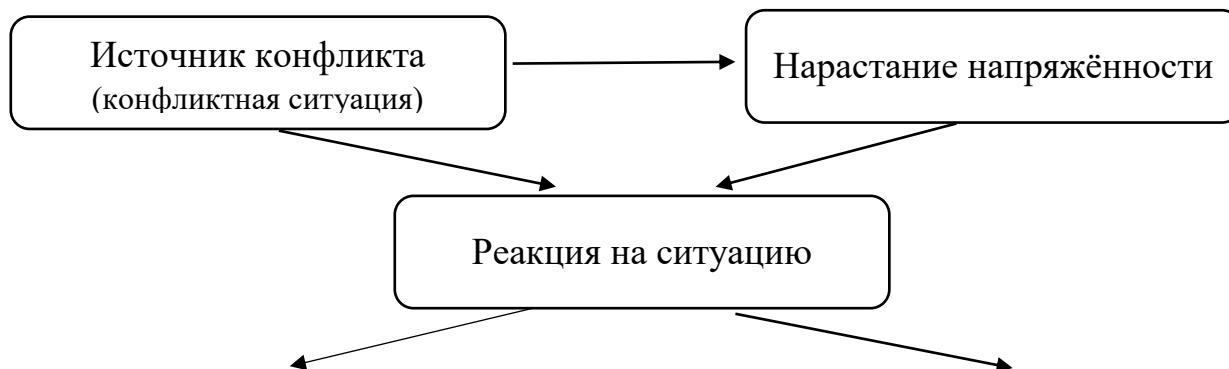 Источник конфликта
(конфликтная ситуация)
Нарастание напряжённости
Реакция на ситуацию